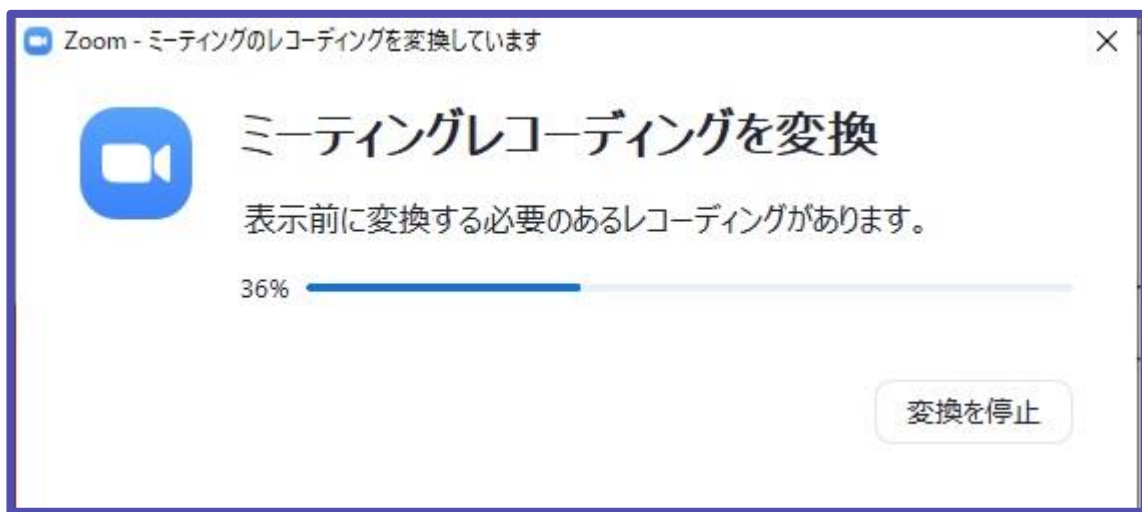 Zoom - ミーティングのレコーディングを変換しています
ミーティングレコーディングを変換
表示前に変換する必要のあるレコーディングがあります。
36%
変換を停止